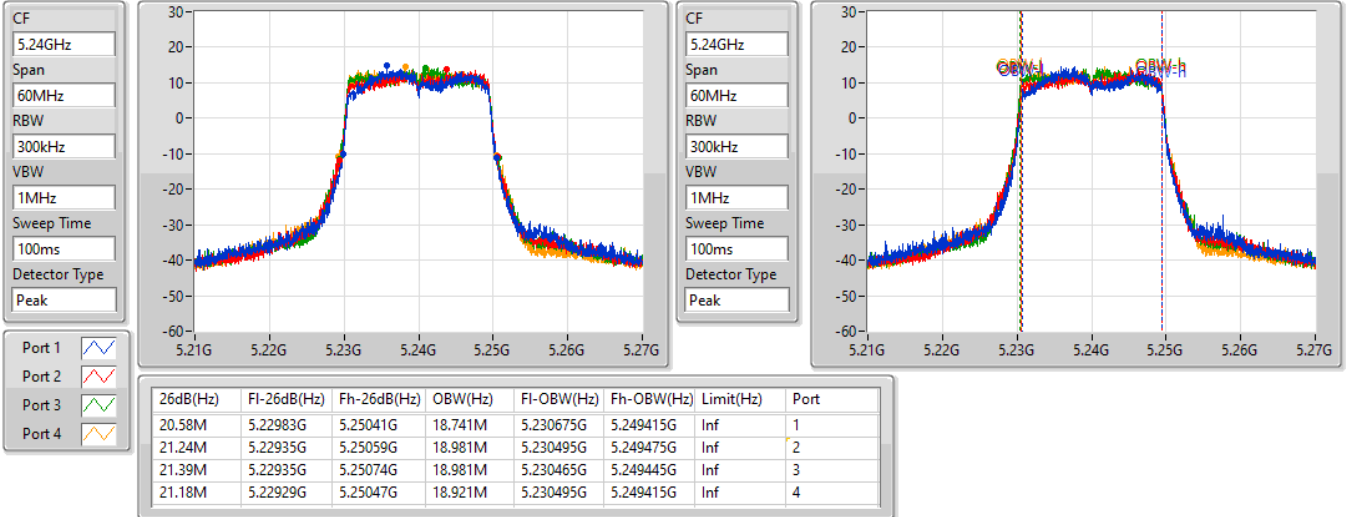 CF
5.24GHz
Span
60MHz
RBW
300kHz
VBW
1MHz
Sweep Time
100ms
Detector Type
Peak
30
20
10
0
-10
-20
-30
-40
-50
-60
5.21G 5.22G 5.23G 5.24G 5.25G 5.26G 5.27G
CF
5.24GHz
Span
60MHz
RBW
300kHz
VBW
1MHz
Sweep Time
100ms
Detector Type
Peak
30
20
10
0
-10
-20
-30
-40
-50
-60
OBW-l OBW-h
5.21G 5.22G 5.23G 5.24G 5.25G 5.26G 5.27G
Port 1
Port 2
Port 3
Port 4
26dB(Hz) Fl-26dB(Hz) Fh-26dB(Hz) OBW(Hz) Fl-OBW(Hz) Fh-OBW(Hz) Limit(Hz) Port
20.58M 5.22983G 5.25041G 18.741M 5.230675G 5.249415G Inf 1
21.24M 5.22935G 5.25059G 18.981M 5.230495G 5.249475G Inf 2
21.39M 5.22935G 5.25074G 18.981M 5.230465G 5.249445G Inf 3
21.18M 5.22929G 5.25047G 18.921M 5.230495G 5.249415G Inf 4